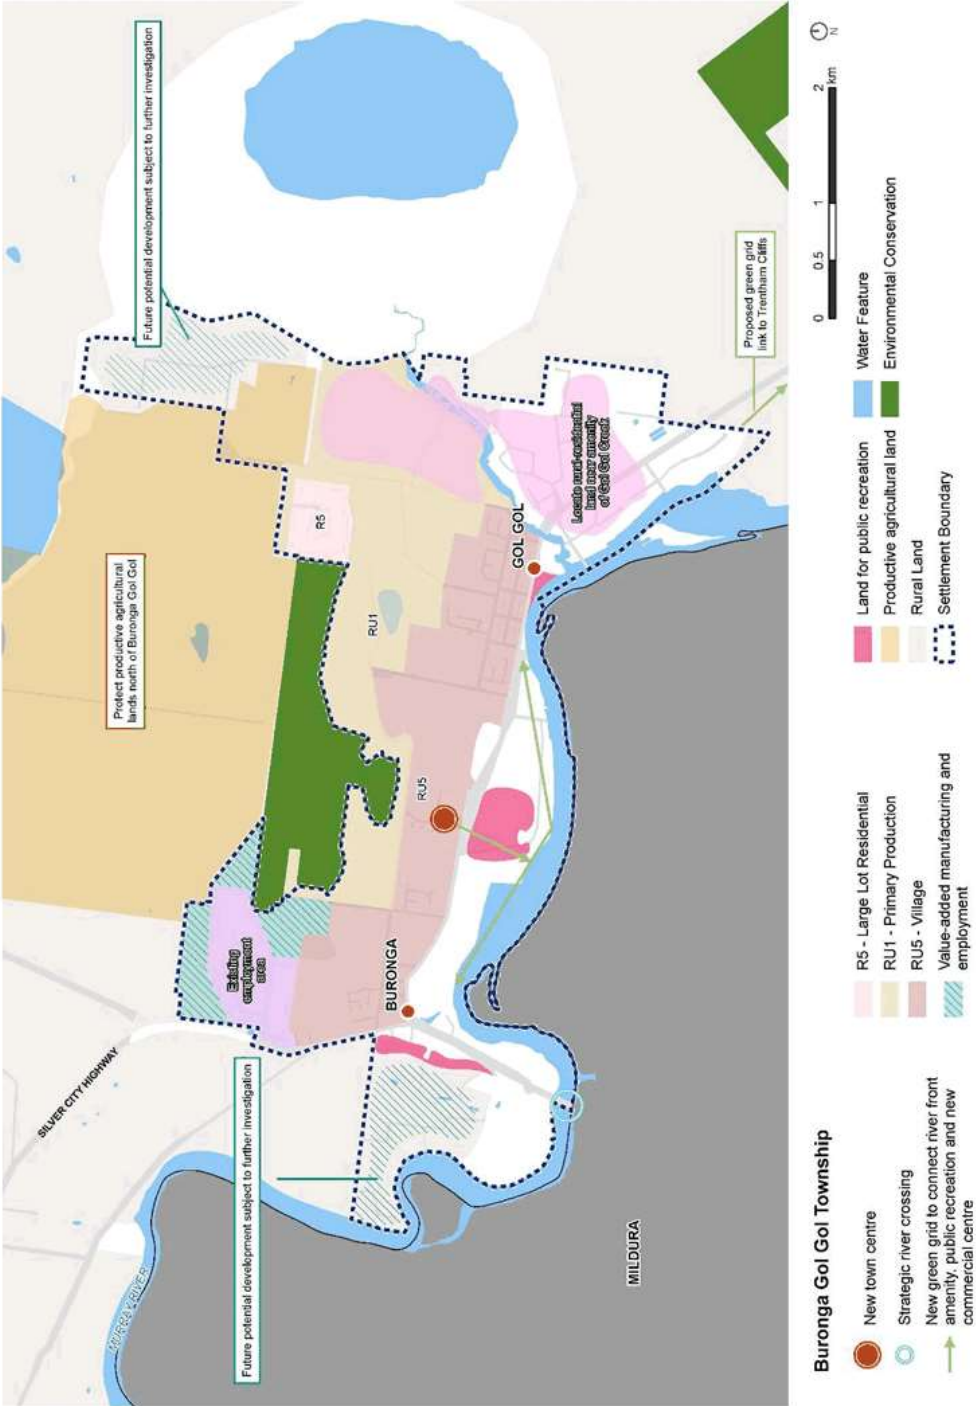 Future potential development subject to further investigation
Protect productive agricultural
lands north of Buronga Gol Gol
SILVER CITY HIGHWAY
Existing
employment
area
R5
RU1
RU5
Future potential development subject to further investigation
MURRAY RIVER
BURONGA
GOL GOL
Locate rural-residential
land near amenity
of Gol Gol Creek
Proposed green grid
link to Trentham Cliffs
MILDURA
Buronga Gol Gol Township
New town centre
Strategic river crossing
New green grid to connect river front
amenity, public recreation and new
commercial centre
R5 - Large Lot Residential
RU1 - Primary Production
RU5 - Village
Value-added manufacturing and
employment
Land for public recreation
Productive agricultural land
Rural Land
Settlement Boundary
Water Feature
Environmental Conservation
0 0.5 1 2
km
N